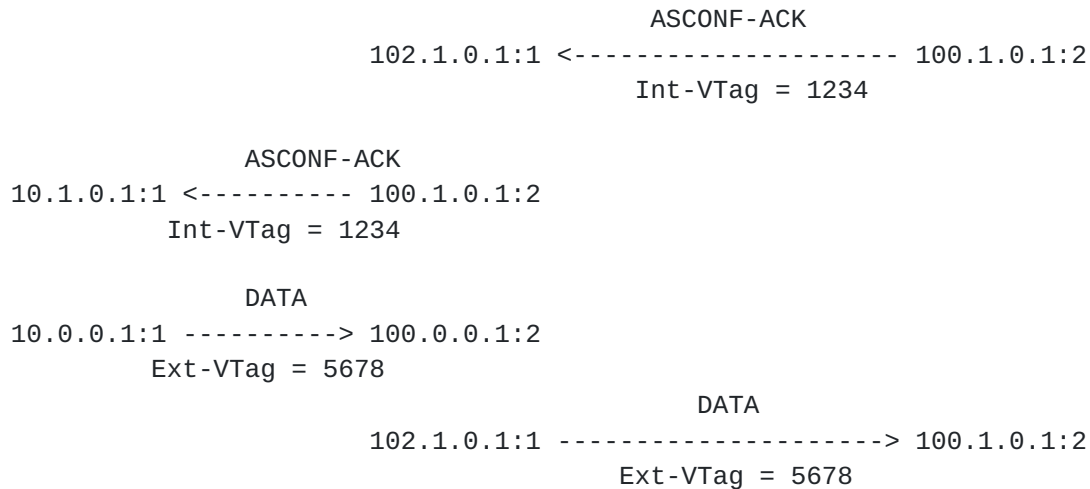 ASCONF-ACK
102.1.0.1:1 <--------------------- 100.1.0.1:2
Int-VTag = 1234
ASCONF-ACK
10.1.0.1:1 <---------- 100.1.0.1:2
Int-VTag = 1234
DATA
10.0.0.1:1 ----------> 100.0.0.1:2
Ext-VTag = 5678
DATA
102.1.0.1:1 ---------------------> 100.1.0.1:2
Ext-VTag = 5678